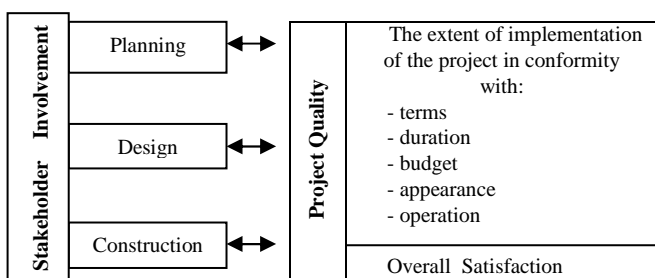 Stakeholder Involvement
Planning
Design
Construction
Project Quality
The extent of implementation
of the project in conformity
with:
- terms
- duration
- budget
- appearance
- operation
Overall Satisfaction